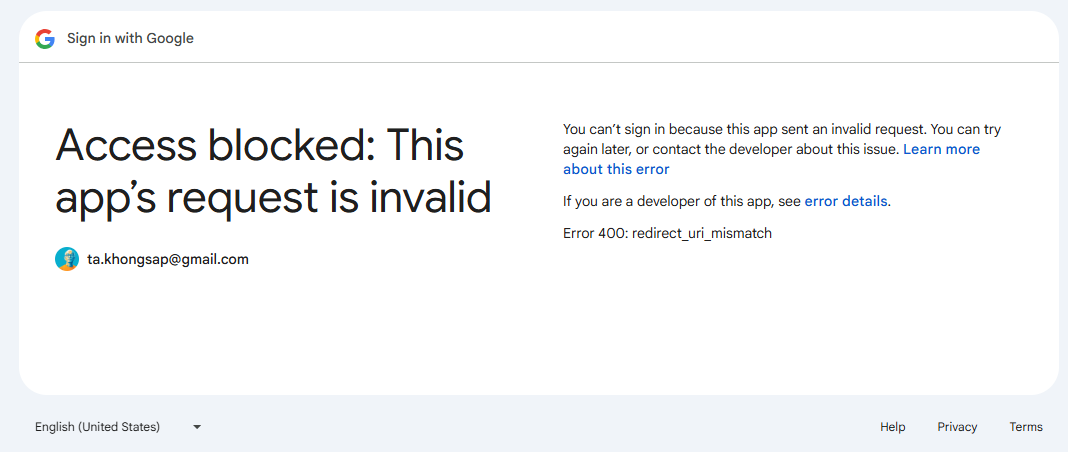 Sign in with Google
Access blocked: This
app’s request is invalid
ta.khongsap@gmail.com
You can’t sign in because this app sent an invalid request. You can try
again later, or contact the developer about this issue. Learn more
about this error
If you are a developer of this app, see error details.
Error 400: redirect_uri_mismatch
English (United States)
Help
Privacy
Terms